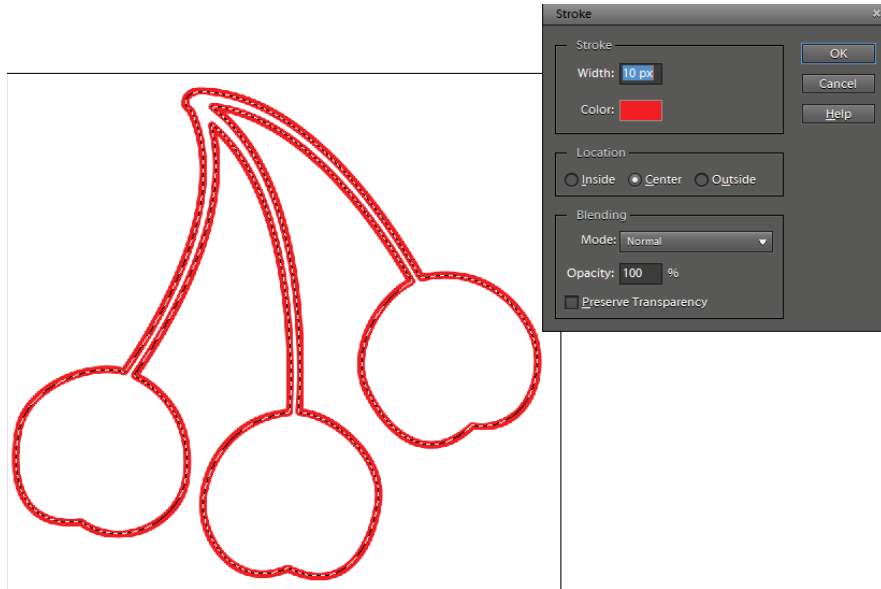 Stroke
Stroke
Width: 10 px
Color:
OK
Cancel
Help
Location
Inside Center Outside
Blending
Mode: Normal
Opacity: 100 %
Preserve Transparency